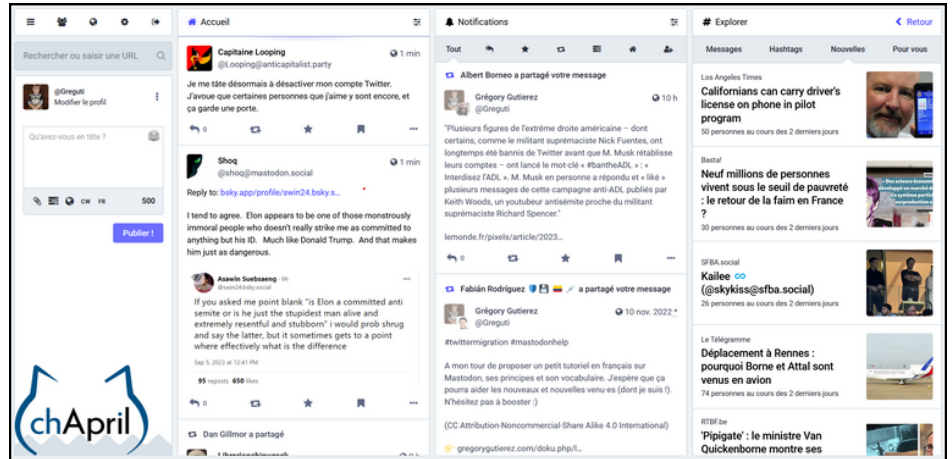 Rechercher ou saisir une URL
@Greguti
Modifier le profil
Qu'avez-vous en tête ?
CW FR 500
Publier !
chApril
Accueil
Capitaine Looping
1 min
@Looping@anticapitalist.party
Je me tâte désormais à désactiver mon compte Twitter.
J'avoue que certaines personnes que j'aime y sont encore, et
ça garde une porte.
0
Shoq
1 min
@shoq@mastodon.social
Reply to: bsky.app/profile/swin24.bsky.s...
I tend to agree. Elon appears to be one of those monstrously
immoral people who doesn't really strike me as committed to
anything but his ID. Much like Donald Trump. And that makes
him just as dangerous.
Asawin Suebsaeng · 6h
@swin24.bsky.social
If you asked me point blank "is Elon a committed anti
semite or is he just the stupidest man alive and
extremely resentful and stubborn" i would prob shrug
and say the latter, but it sometimes gets to a point
where effectively what is the difference
Sep 5, 2023 at 12:41 PM
95 reposts 650 likes
0
Dan Gillmor a partagé
Notifications
Tout
Albert Borneo a partagé votre message
Grégory Gutierez
10 h
@Greguti
"Plusieurs figures de l'extrême droite américaine – dont
certains, comme le militant suprémaciste Nick Fuentes, ont
longtemps été bannis de Twitter avant que M. Musk rétablisse
leurs comptes – ont lancé le mot-clé « #bantheADL » : «
Interdisez l'ADL ». M. Musk en personne a répondu et « liké »
plusieurs messages de cette campagne anti-ADL publiés par
Keith Woods, un youtubeur antisémite proche du militant
suprémaciste Richard Spencer."
lemonde.fr/pixels/article/2023...
0
Fabián Rodríguez a partagé votre message
Grégory Gutierez
10 nov. 2022 *
@Greguti
#twittermigration #mastodonhelp
A mon tour de proposer un petit tutoriel en français sur
Mastodon, ses principes et son vocabulaire. J'espère que ça
pourra aider les nouveaux et nouvelles venu·es (dont je suis !).
N'hésitez pas à booster :)
(CC Attribution-Noncommercial-Share Alike 4.0 International)
gregorygutierez.com/doku.php/l...
# Explorer
Retour
Messages Hashtags Nouvelles Pour vous
Los Angeles Times
Californians can carry driver's
license on phone in pilot
program
50 personnes au cours des 2 derniers jours
Basta!
Neuf millions de personnes
vivent sous le seuil de pauvreté
: le retour de la faim en France
?
30 personnes au cours des 2 derniers jours
SFBA.social
Kailee
(@skykiss@sfba.social)
26 personnes au cours des 2 derniers jours
Le Télégramme
Déplacement à Rennes :
pourquoi Borne et Attal sont
venus en avion
74 personnes au cours des 2 derniers jours
RTBF.be
'Pipigate' : le ministre Van
Quickenborne montre ses